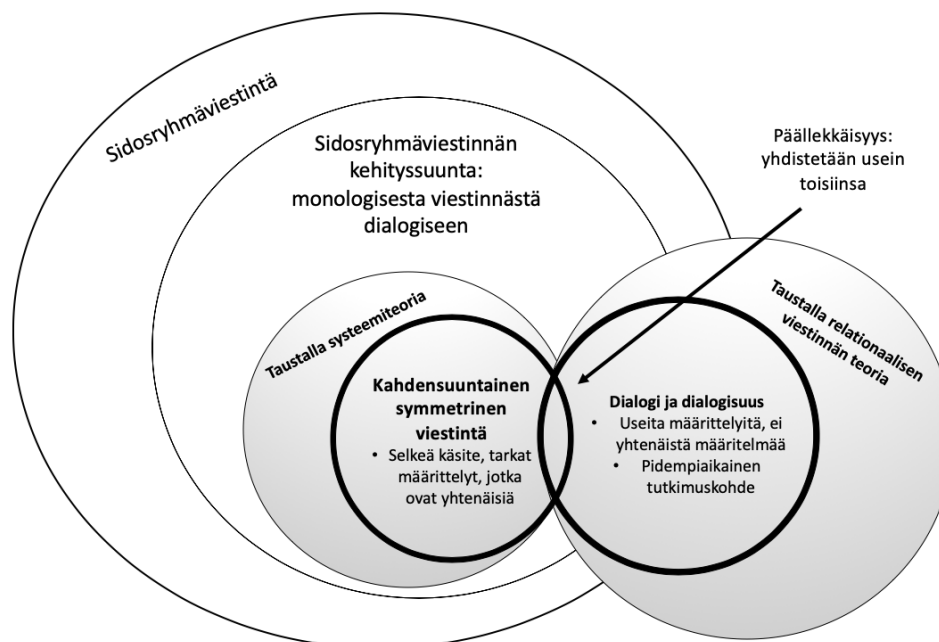 Sidosryhmäviestintä
Sidosryhmäviestinnän
kehityssuunta:
monologisesta viestinnästä
dialogiseen
Päällekkäisyys:
yhdistetään usein
toisiinsa
Taustalla systeemiteoria
Kahdensuuntainen
symmetrinen
viestintä
• Selkeä käsite, tarkat
määrittelyt, jotka
ovat yhtenäisiä
Taustalla relationaalisen
viestinnän teoria
Dialogi ja dialogisuus
• Useita määrittelyitä, ei
yhtenäistä määritelmää
• Pidempiaikainen
tutkimuskohde